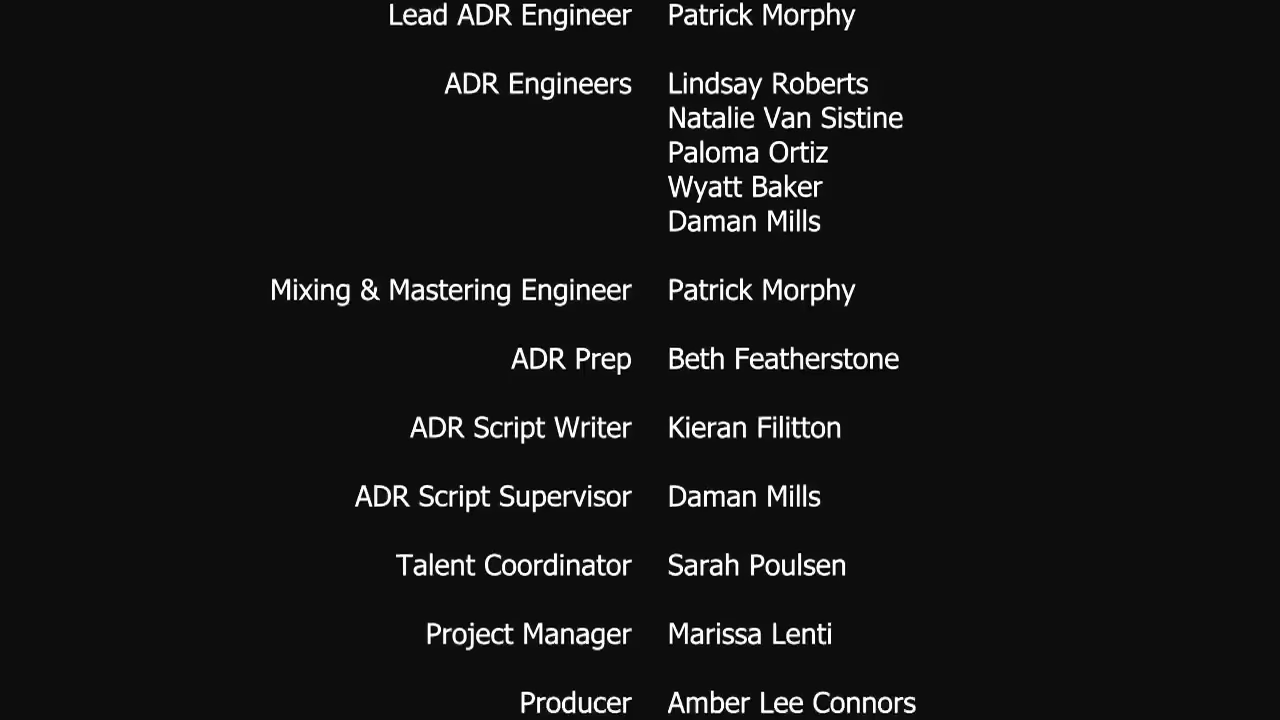 Lead ADR Engineer Patrick Morphy
ADR Engineers Lindsay Roberts
Natalie Van Sistine
Paloma Ortiz
Wyatt Baker
Daman Mills
Mixing & Mastering Engineer Patrick Morphy
ADR Prep Beth Featherstone
ADR Script Writer Kieran Filitton
ADR Script Supervisor Daman Mills
Talent Coordinator Sarah Poulsen
Project Manager Marissa Lenti
Producer Amber Lee Connors